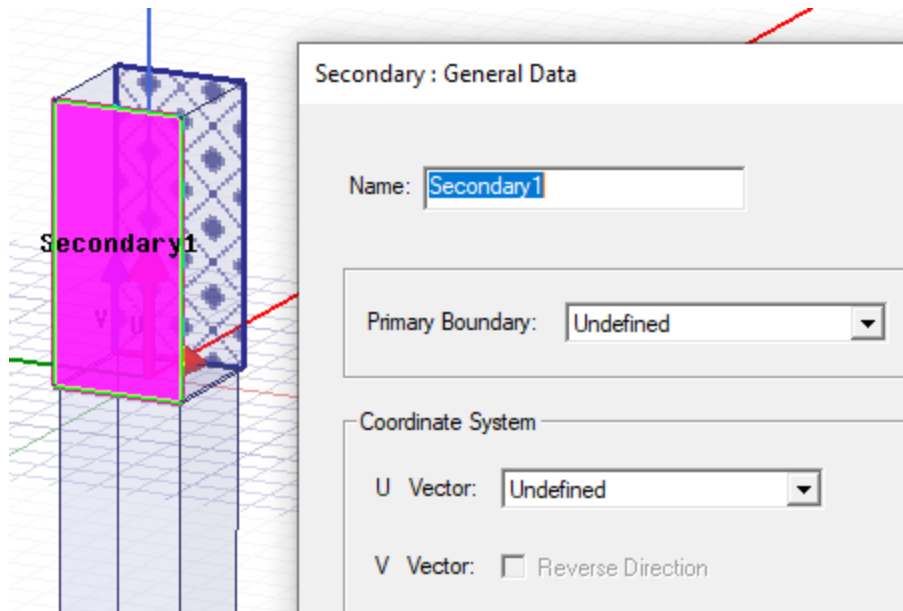 Secondary : General Data
Name: Secondary1
Secondary1
V U
Primary Boundary: Undefined
Coordinate System
U Vector: Undefined
V Vector: Reverse Direction